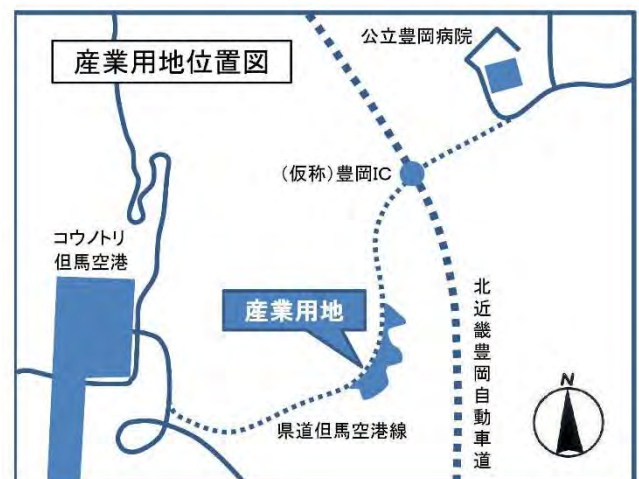 産業用地位置図
公立豊岡病院
(仮称)豊岡IC
コウノトリ
但馬空港
産業用地
北近畿豊岡自動車道
県道但馬空港線
N